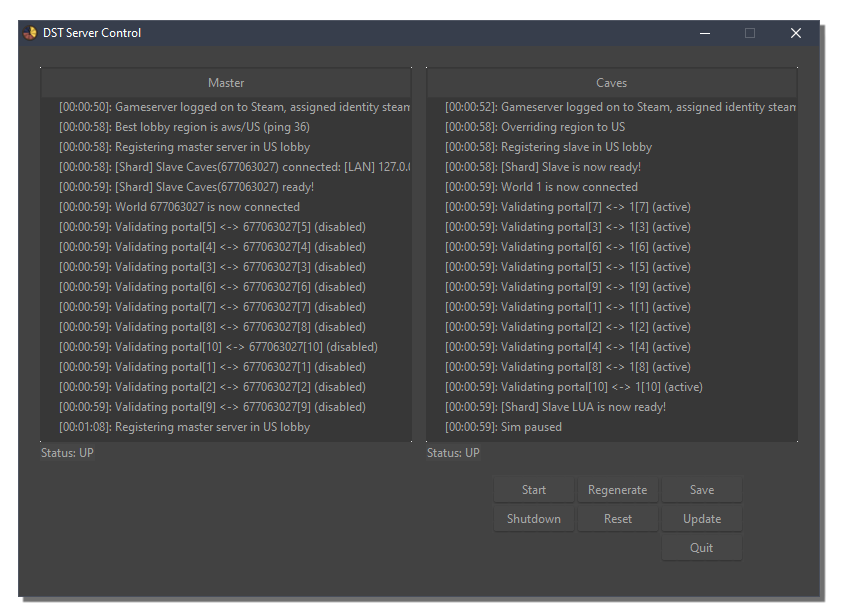 DST Server Control
Master
[00:00:50]: Gameserver logged on to Steam, assigned identity steam
[00:00:58]: Best lobby region is aws/US (ping 36)
[00:00:58]: Registering master server in US lobby
[00:00:58]: [Shard] Slave Caves(677063027) connected: [LAN] 127.0.
[00:00:59]: [Shard] Slave Caves(677063027) ready!
[00:00:59]: World 677063027 is now connected
[00:00:59]: Validating portal[5] <-> 677063027[5] (disabled)
[00:00:59]: Validating portal[4] <-> 677063027[4] (disabled)
[00:00:59]: Validating portal[3] <-> 677063027[3] (disabled)
[00:00:59]: Validating portal[6] <-> 677063027[6] (disabled)
[00:00:59]: Validating portal[7] <-> 677063027[7] (disabled)
[00:00:59]: Validating portal[8] <-> 677063027[8] (disabled)
[00:00:59]: Validating portal[10] <-> 677063027[10] (disabled)
[00:00:59]: Validating portal[1] <-> 677063027[1] (disabled)
[00:00:59]: Validating portal[2] <-> 677063027[2] (disabled)
[00:00:59]: Validating portal[9] <-> 677063027[9] (disabled)
[00:01:08]: Registering master server in US lobby
Status: UP
Caves
[00:00:52]: Gameserver logged on to Steam, assigned identity steam
[00:00:58]: Overriding region to US
[00:00:58]: Registering slave in US lobby
[00:00:58]: [Shard] Slave is now ready!
[00:00:59]: World 1 is now connected
[00:00:59]: Validating portal[7] <-> 1[7] (active)
[00:00:59]: Validating portal[3] <-> 1[3] (active)
[00:00:59]: Validating portal[6] <-> 1[6] (active)
[00:00:59]: Validating portal[5] <-> 1[5] (active)
[00:00:59]: Validating portal[9] <-> 1[9] (active)
[00:00:59]: Validating portal[1] <-> 1[1] (active)
[00:00:59]: Validating portal[2] <-> 1[2] (active)
[00:00:59]: Validating portal[4] <-> 1[4] (active)
[00:00:59]: Validating portal[8] <-> 1[8] (active)
[00:00:59]: Validating portal[10] <-> 1[10] (active)
[00:00:59]: [Shard] Slave LUA is now ready!
[00:00:59]: Sim paused
Status: UP
Start Regenerate Save
Shutdown Reset Update
Quit